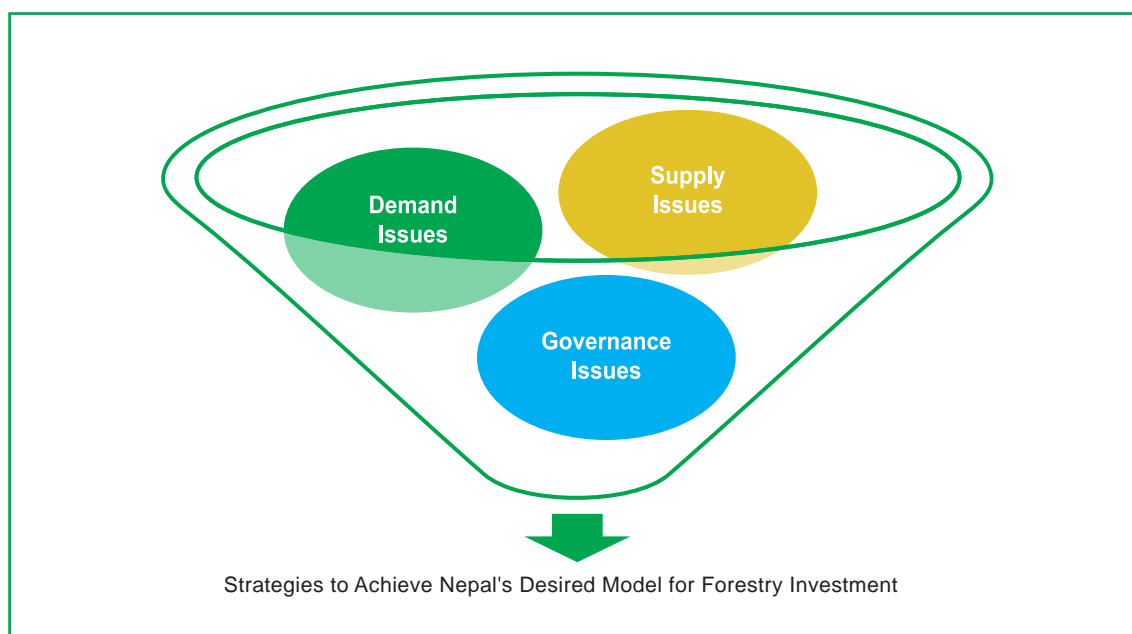 Demand
Issues
Supply
Issues
Governance
Issues
Strategies to Achieve Nepal's Desired Model for Forestry Investment